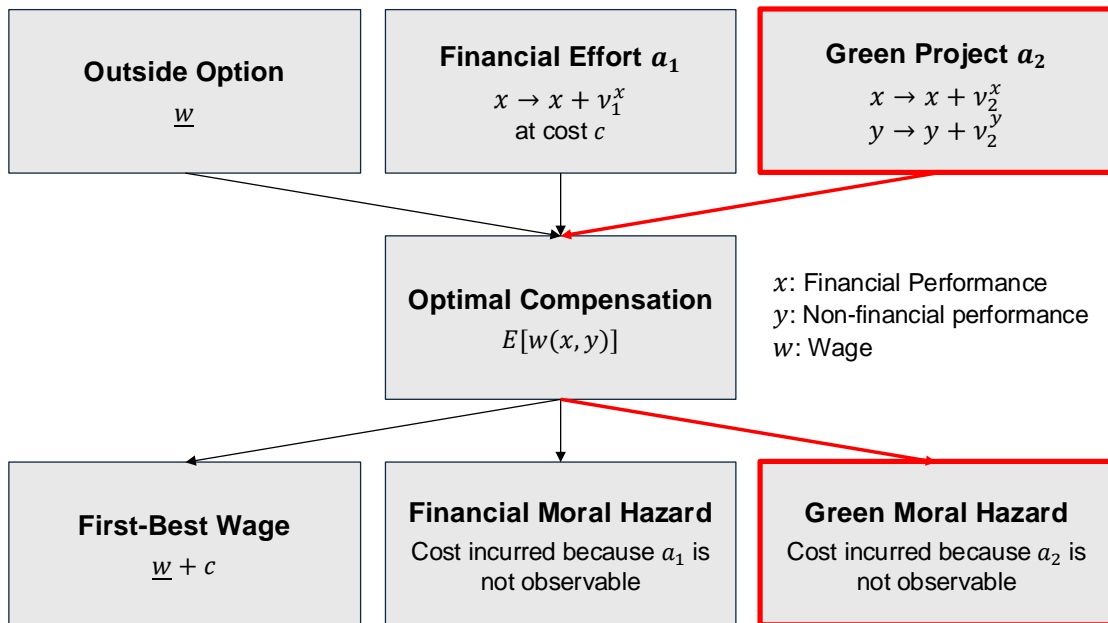 Outside Option
w̲
Financial Effort a₁
x → x + ν₁ˣ
at cost c
Green Project a₂
x → x + ν₂ˣ
y → y + ν₂ʸ
Optimal Compensation
E[w(x, y)]
x: Financial Performance
y: Non-financial performance
w: Wage
First-Best Wage
w̲ + c
Financial Moral Hazard
Cost incurred because a₁ is
not observable
Green Moral Hazard
Cost incurred because a₂ is
not observable